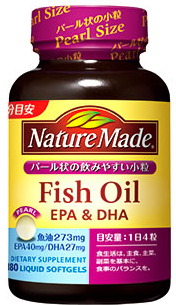 パール状の小粒
Pearl Size
分目安
Nature Made®
パール状の飲みやすい小粒
Fish Oil
EPA & DHA
PEARL
魚油273mg
EPA40mg/DHA27mg
DIETARY SUPPLEMENT
180 LIQUID SOFTGELS
目安量:1日4粒
食生活は、主食、主菜、
副菜を基本に、
食事のバランスを。